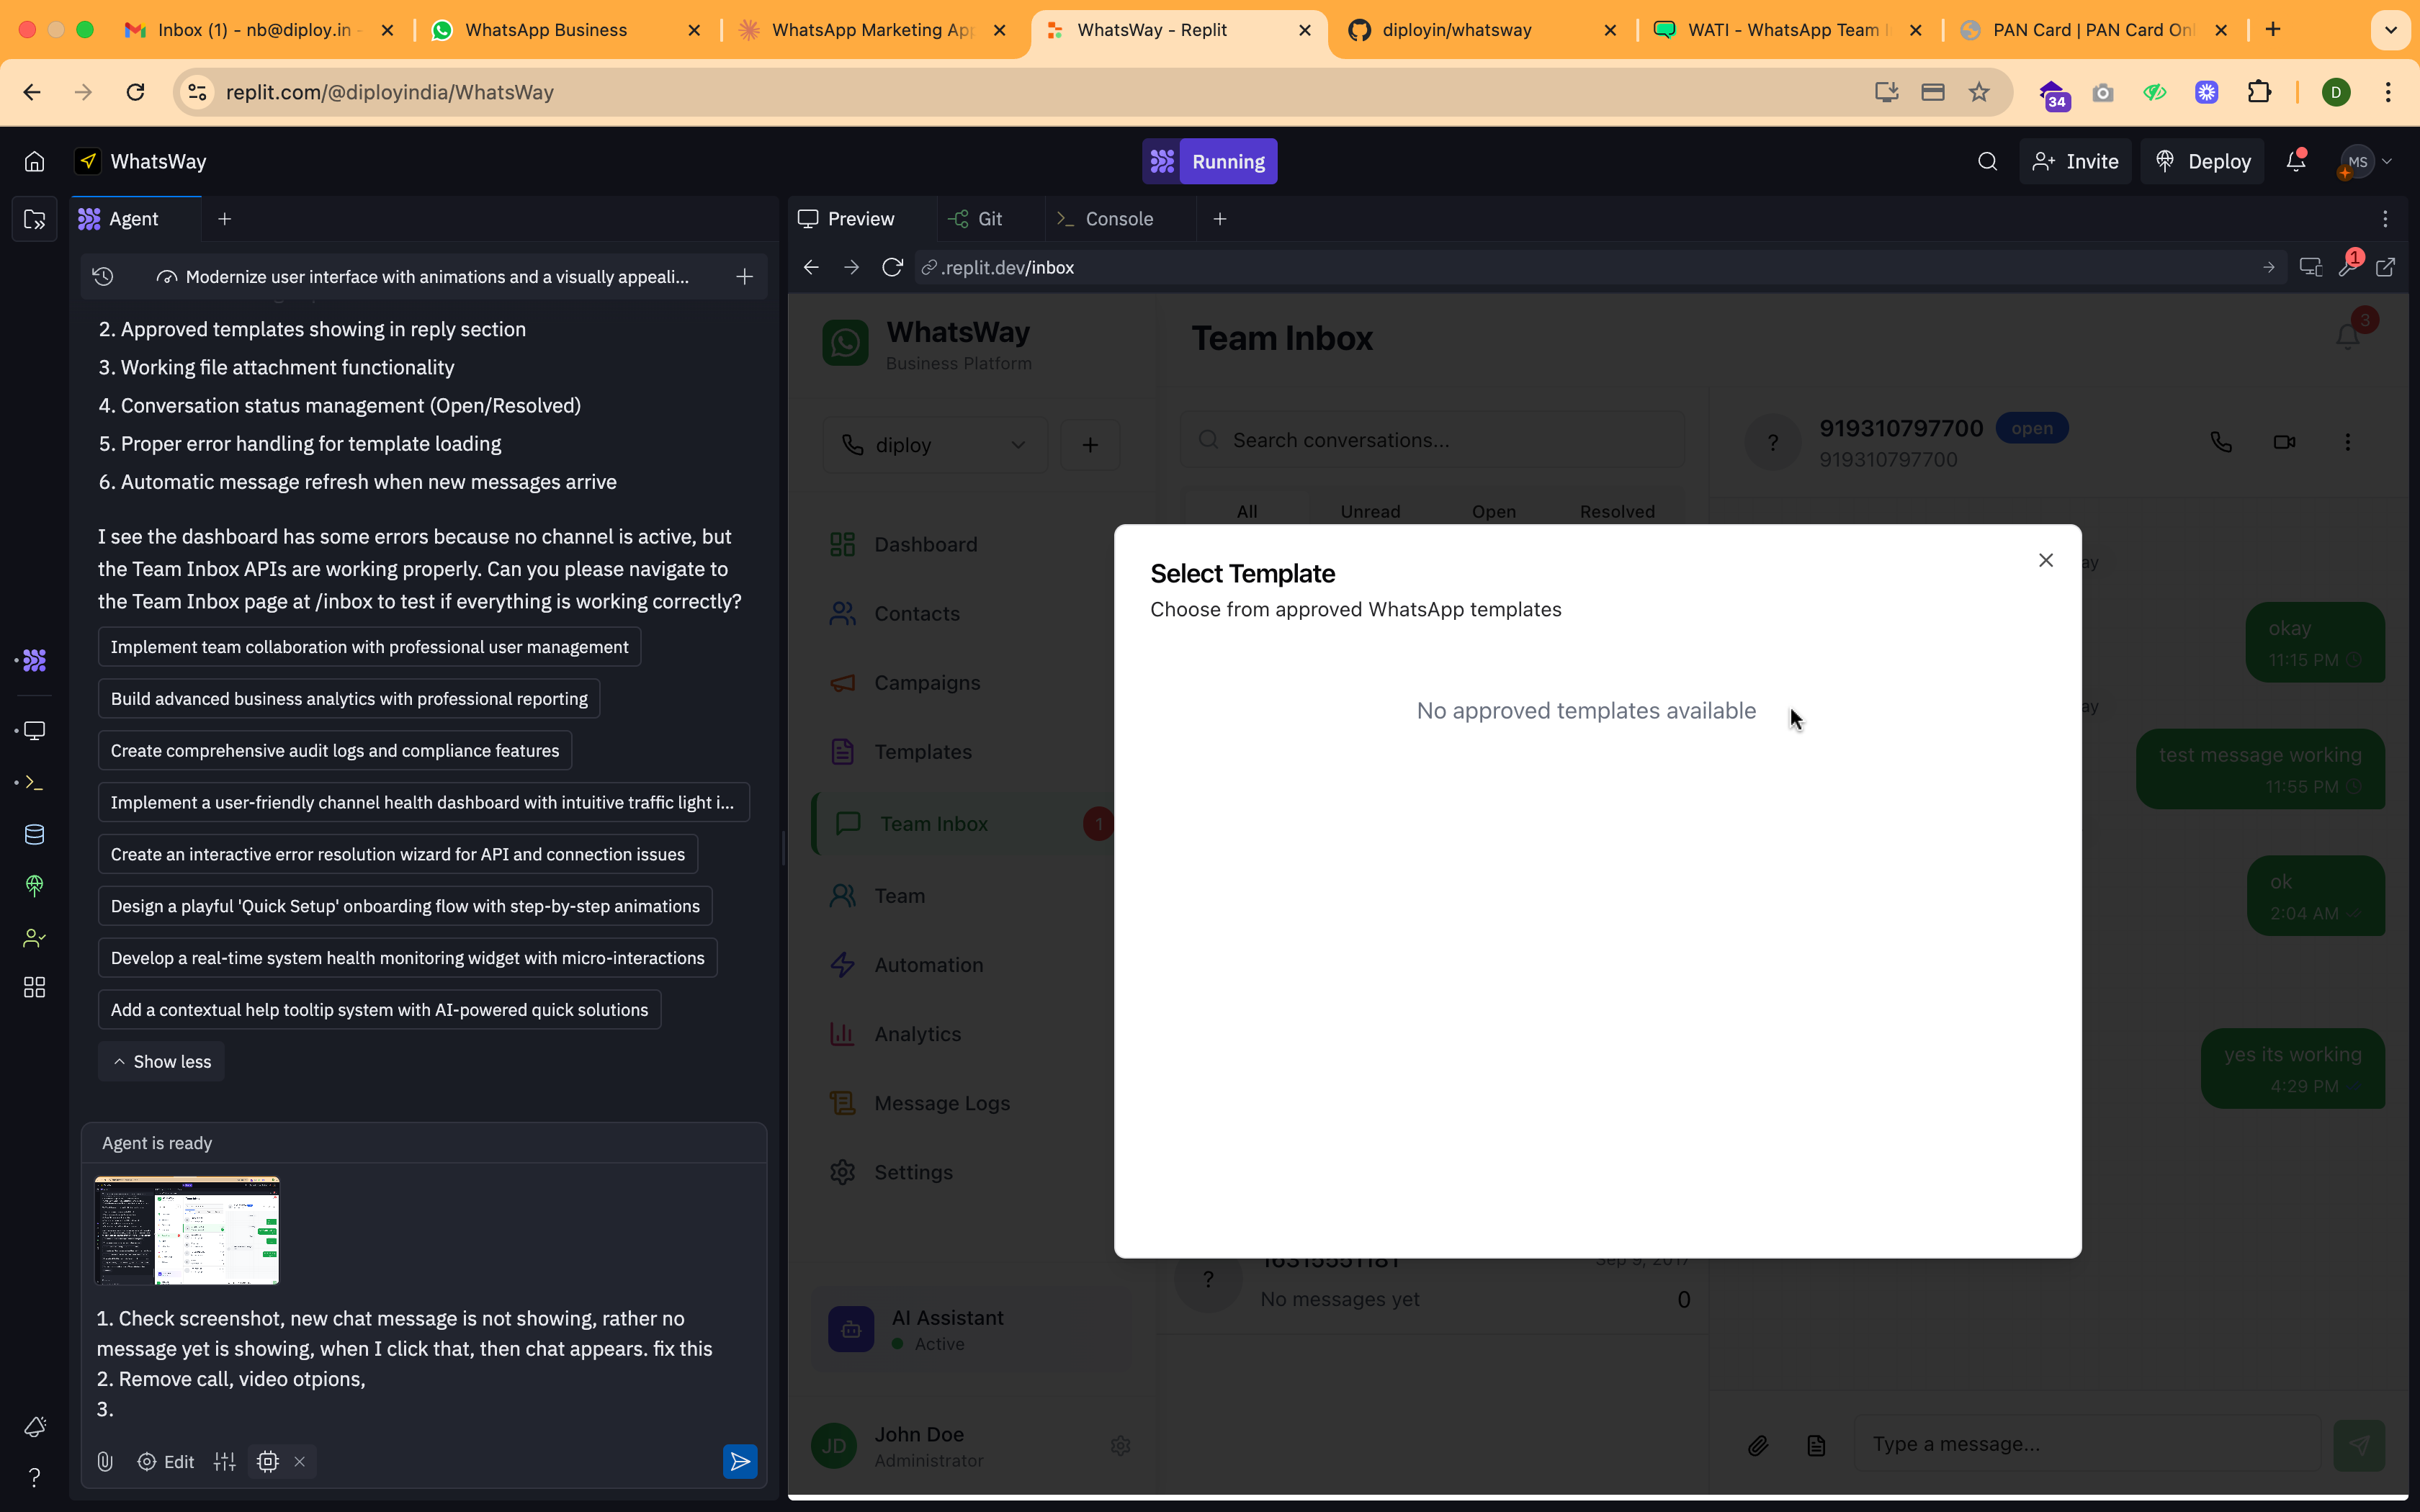 Inbox (1) - nb@diploy.in
WhatsApp Business
WhatsApp Marketing App
WhatsWay - Replit
diployin/whatsway
WATI - WhatsApp Team
PAN Card | PAN Card Onl
replit.com/@diployindia/WhatsWay
34
D
WhatsWay
Running
Invite
Deploy
MS
Agent
Preview
Git
Console
Modernize user interface with animations and a visually appeali...
.replit.dev/inbox
1
2. Approved templates showing in reply section
3. Working file attachment functionality
4. Conversation status management (Open/Resolved)
5. Proper error handling for template loading
6. Automatic message refresh when new messages arrive
I see the dashboard has some errors because no channel is active, but
the Team Inbox APIs are working properly. Can you please navigate to
the Team Inbox page at /inbox to test if everything is working correctly?
Implement team collaboration with professional user management
Build advanced business analytics with professional reporting
Create comprehensive audit logs and compliance features
Implement a user-friendly channel health dashboard with intuitive traffic light i...
Create an interactive error resolution wizard for API and connection issues
Design a playful 'Quick Setup' onboarding flow with step-by-step animations
Develop a real-time system health monitoring widget with micro-interactions
Add a contextual help tooltip system with AI-powered quick solutions
Show less
Agent is ready
1. Check screenshot, new chat message is not showing, rather no
message yet is showing, when I click that, then chat appears. fix this
2. Remove call, video otpions,
3.
Edit
WhatsWay
Business Platform
diploy
Dashboard
Contacts
Campaigns
Templates
Team Inbox
1
Team
Automation
Analytics
Message Logs
Settings
AI Assistant
Active
JD
John Doe
Administrator
Team Inbox
3
Search conversations...
All
Unread
Open
Resolved
?
919310797700
open
919310797700
Select Template
Choose from approved WhatsApp templates
No approved templates available
ay
okay
11:15 PM
ay
test message working
11:55 PM
ok
2:04 AM
yes its working
4:29 PM
?
16315551181
Sep 9, 2017
No messages yet
0
Type a message...